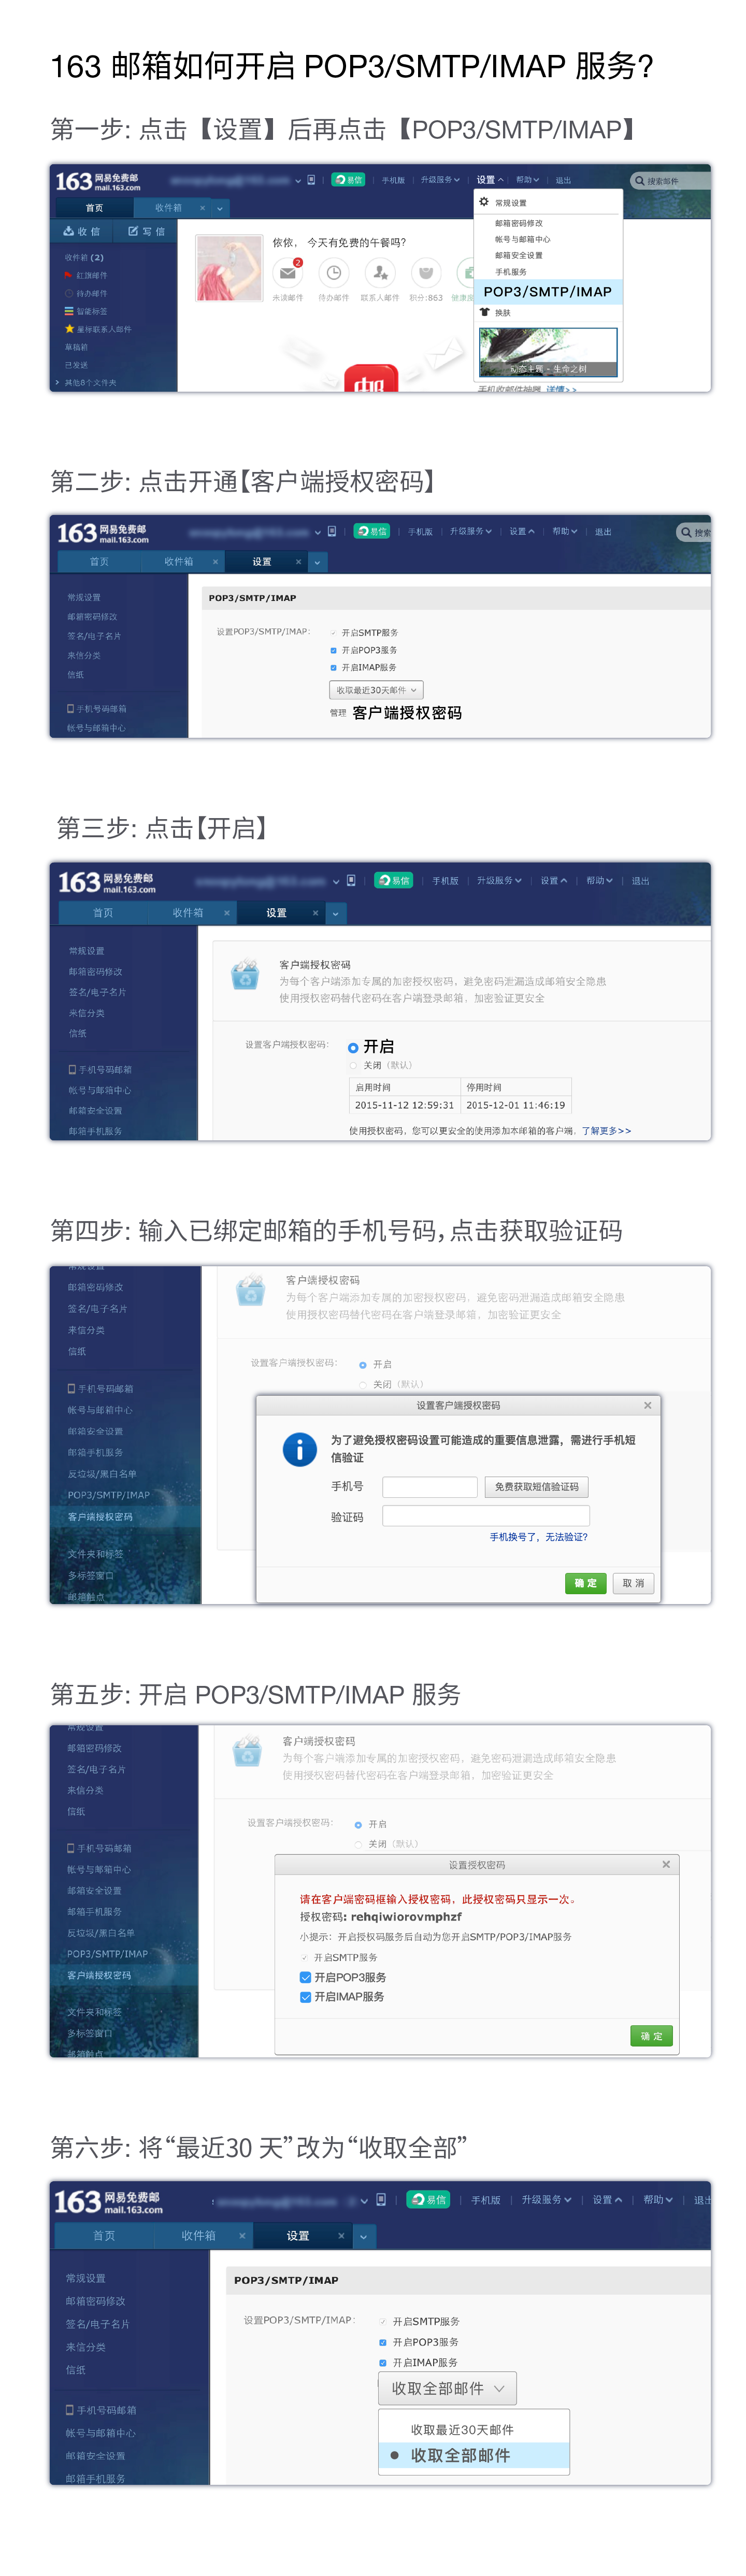 163 邮箱如何开启 POP3/SMTP/IMAP 服务?
第一步: 点击【设置】后再点击【POP3/SMTP/IMAP】
163 网易免费邮 mail.163.com
易信 手机版 升级服务 设置 帮助 退出 搜索邮件
首页 收件箱
收信 写信
收件箱 (2)
红旗邮件
待办邮件
智能标签
星标联系人邮件
草稿箱
已发送
其他8个文件夹
依依， 今天有免费的午餐吗?
2
未读邮件 待办邮件 联系人邮件 积分:863
常规设置
邮箱密码修改
帐号与邮箱中心
邮箱安全设置
手机服务
POP3/SMTP/IMAP
换肤
动态主题 - 生命之树
手机收邮件神器 详情>>
第二步: 点击开通【客户端授权密码】
163 网易免费邮 mail.163.com
易信 手机版 升级服务 设置 帮助 退出 搜索
首页 收件箱 设置
常规设置
邮箱密码修改
签名/电子名片
来信分类
信纸
手机号码邮箱
帐号与邮箱中心
POP3/SMTP/IMAP
设置POP3/SMTP/IMAP:
开启SMTP服务
开启POP3服务
开启IMAP服务
收取最近30天邮件
管理 客户端授权密码
第三步: 点击【开启】
163 网易免费邮 mail.163.com
易信 手机版 升级服务 设置 帮助 退出
首页 收件箱 设置
常规设置
邮箱密码修改
签名/电子名片
来信分类
信纸
手机号码邮箱
帐号与邮箱中心
邮箱安全设置
邮箱手机服务
客户端授权密码
为每个客户端添加专属的加密授权密码，避免密码泄漏造成邮箱安全隐患
使用授权密码替代密码在客户端登录邮箱，加密验证更安全
设置客户端授权密码: 开启
关闭（默认）
启用时间 停用时间
2015-11-12 12:59:31 2015-12-01 11:46:19
使用授权密码，您可以更安全的使用添加本邮箱的客户端. 了解更多>>
第四步: 输入已绑定邮箱的手机号码，点击获取验证码
常规设置
邮箱密码修改
签名/电子名片
来信分类
信纸
手机号码邮箱
帐号与邮箱中心
邮箱安全设置
邮箱手机服务
反垃圾/黑白名单
POP3/SMTP/IMAP
客户端授权密码
文件夹和标签
多标签窗口
邮箱触点
客户端授权密码
为每个客户端添加专属的加密授权密码，避免密码泄漏造成邮箱安全隐患
使用授权密码替代密码在客户端登录邮箱，加密验证更安全
设置客户端授权密码: 开启
关闭（默认）
设置客户端授权密码
为了避免授权密码设置可能造成的重要信息泄露，需进行手机短
信验证
手机号 免费获取短信验证码
验证码
手机换号了，无法验证?
确 定 取 消
第五步: 开启 POP3/SMTP/IMAP 服务
常规设置
邮箱密码修改
签名/电子名片
来信分类
信纸
手机号码邮箱
帐号与邮箱中心
邮箱安全设置
邮箱手机服务
反垃圾/黑白名单
POP3/SMTP/IMAP
客户端授权密码
文件夹和标签
多标签窗口
邮箱触点
客户端授权密码
为每个客户端添加专属的加密授权密码，避免密码泄漏造成邮箱安全隐患
使用授权密码替代密码在客户端登录邮箱，加密验证更安全
设置客户端授权密码: 开启
关闭（默认）
设置授权密码
请在客户端密码框输入授权密码，此授权密码只显示一次。
授权密码: rehqiwiorovmphzf
小提示：开启授权码服务后自动为您开启SMTP/POP3/IMAP服务
开启SMTP服务
开启POP3服务
开启IMAP服务
确 定
第六步: 将“最近30 天”改为“收取全部”
163 网易免费邮 mail.163.com
易信 手机版 升级服务 设置 帮助 退出
首页 收件箱 设置
常规设置
邮箱密码修改
签名/电子名片
来信分类
信纸
手机号码邮箱
帐号与邮箱中心
邮箱安全设置
邮箱手机服务
POP3/SMTP/IMAP
设置POP3/SMTP/IMAP:
开启SMTP服务
开启POP3服务
开启IMAP服务
收取全部邮件
收取最近30天邮件
收取全部邮件